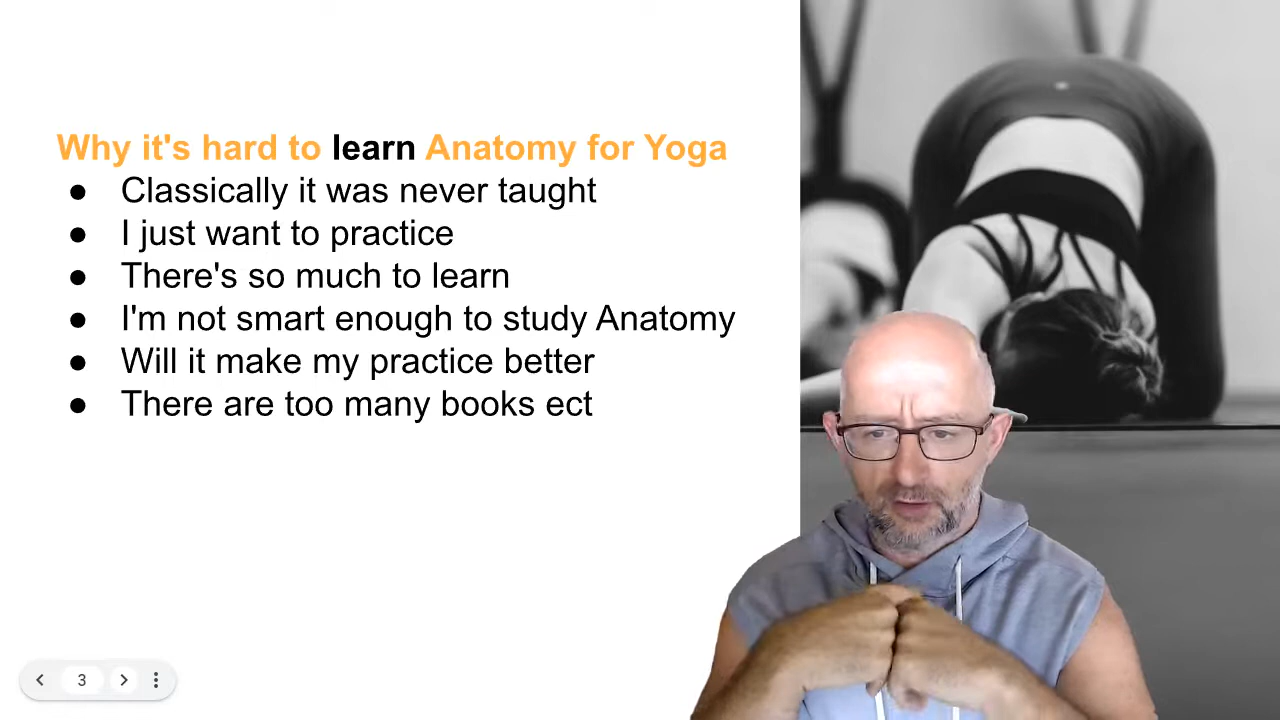 Why it's hard to learn Anatomy for Yoga
● Classically it was never taught
● I just want to practice
● There's so much to learn
● I'm not smart enough to study Anatomy
● Will it make my practice better
● There are too many books ect
3